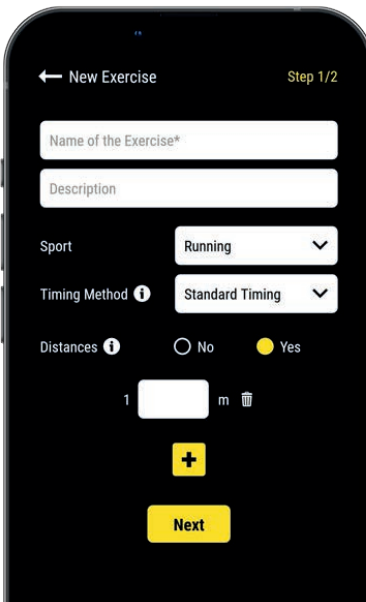 New Exercise Step 1/2
Name of the Exercise*
Description
Sport Running
Timing Method Standard Timing
Distances No Yes
1 m
Next